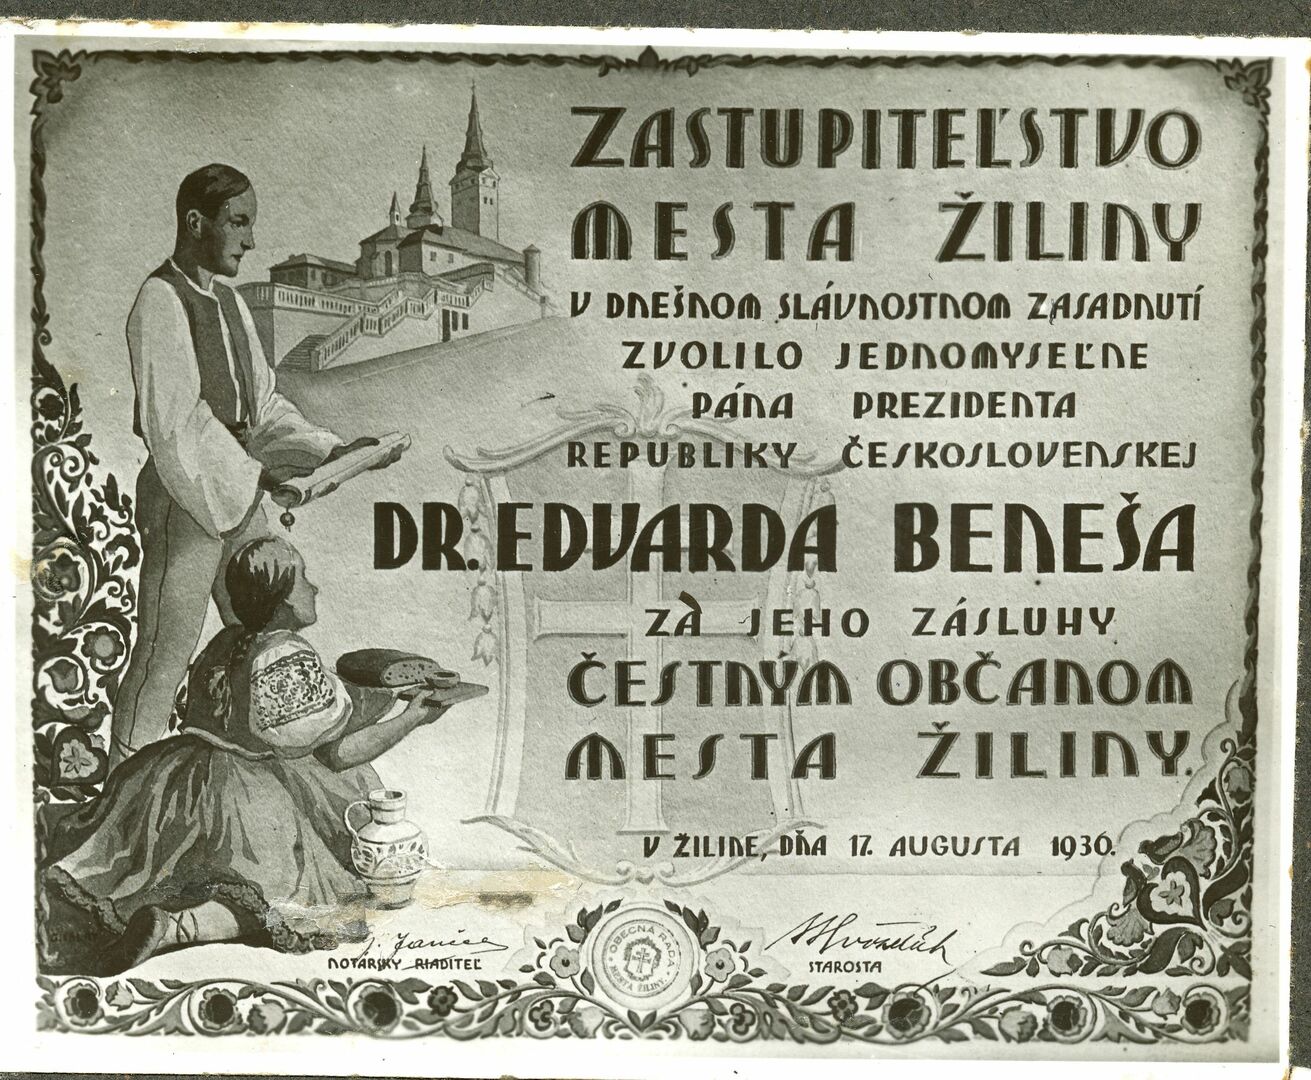 ZASTUPITEĽSTVO
MESTA ŽILINY
V DNEŠNOM SLÁVNOSTNOM ZASADNUTÍ
ZVOLILO JEDNOMYSEĽNE
PÁNA PREZIDENTA
REPUBLIKY ČESKOSLOVENSKEJ
DR. EDVARDA BENEŠA
ZA JEHO ZÁSLUHY
ČESTNÝM OBČANOM
MESTA ŽILINY.
V ŽILINE, DŇA 17. AUGUSTA 1936.
NOTÁRSKY RIADITEĽ
OBECNÁ RADA
MESTA ŽILINY
STAROSTA